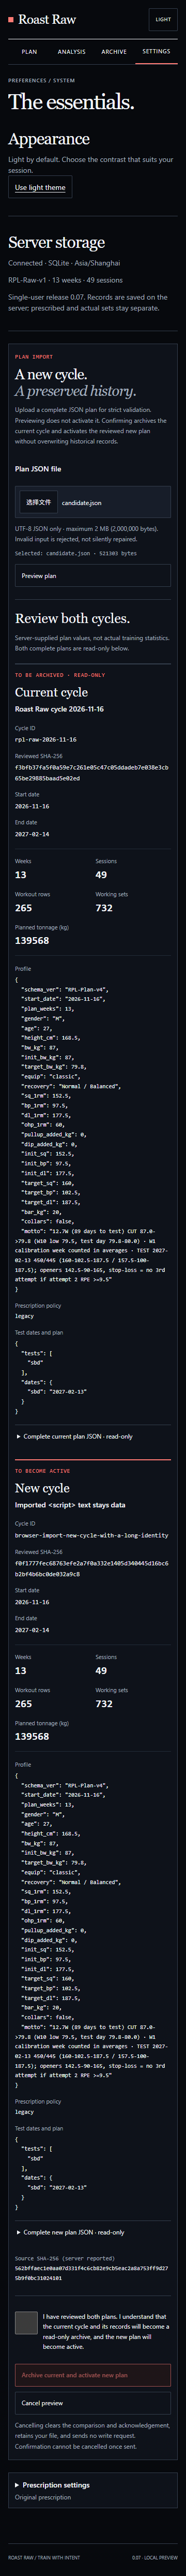 Roast Raw
LIGHT
PLAN
ANALYSIS
ARCHIVE
SETTINGS
PREFERENCES / SYSTEM
The essentials.
Appearance
Light by default. Choose the contrast that suits your
session.
Use light theme
Server storage
Connected · SQLite · Asia/Shanghai
RPL-Raw-v1 · 13 weeks · 49 sessions
Single-user release 0.07. Records are saved on the
server; prescribed and actual sets stay separate.
PLAN IMPORT
A new cycle.
A preserved history.
Upload a complete JSON plan for strict validation.
Previewing does not activate it. Confirming archives the
current cycle and activates the reviewed new plan
without overwriting historical records.
Plan JSON file
选择文件 candidate.json
UTF-8 JSON only · maximum 2 MB (2,000,000 bytes).
Invalid input is rejected, not silently repaired.
Selected: candidate.json · 521303 bytes
Preview plan
Review both cycles.
Server-supplied plan values, not actual training statistics.
Both complete plans are read-only below.
TO BE ARCHIVED · READ-ONLY
Current cycle
Roast Raw cycle 2026-11-16
Cycle ID
rpl-raw-2026-11-16
Reviewed SHA-256
Start date
2026-11-16
End date
2027-02-14
Weeks
Sessions
13
49
Workout rows
Working sets
265
732
Planned tonnage (kg)
139568
Profile
{
"schema_ver": "RPL-Plan-v4",
"start_date": "2026-11-16",
"plan_weeks": 13,
"gender": "M",
"age": 27,
"height_cm": 168.5,
"bw_kg": 87,
"init_bw_kg": 87,
"target_bw_kg": 79.8,
"equip": "classic",
"recovery": "Normal / Balanced",
"sq_1rm": 152.5,
"bp_1rm": 97.5,
"dl_1rm": 177.5,
"ohp_1rm": 60,
"pullup_added_kg": 0,
"dip_added_kg": 0,
"init_sq": 152.5,
"init_bp": 97.5,
"init_dl": 177.5,
"target_sq": 160,
"target_bp": 102.5,
"target_dl": 187.5,
"bar_kg": 20,
"collars": false,
"motto": "12.7W (89 days to test) CUT 87.0-
>79.8 (W10 low 79.5, test day 79.8-80.0) · W1
calibration week counted in averages · TEST 2027-
02-13 450/445 (160-102.5-187.5 / 157.5-100-
187.5); openers 142.5-90-165, stop-loss = no 3rd
attempt if attempt 2 RPE >=9.5"
}
Prescription policy
legacy
Test dates and plan
{
"tests": [
"sbd"
],
"dates": {
"sbd": "2027-02-13"
}
}
▶ Complete current plan JSON · read-only
TO BECOME ACTIVE
New cycle
Imported <script> text stays data
Cycle ID
browser-import-new-cycle-with-a-long-identity
Reviewed SHA-256
Start date
2026-11-16
End date
2027-02-14
Weeks
Sessions
13
49
Workout rows
Working sets
265
732
Planned tonnage (kg)
139568
Profile
{
"schema_ver": "RPL-Plan-v4",
"start_date": "2026-11-16",
"plan_weeks": 13,
"gender": "M",
"age": 27,
"height_cm": 168.5,
"bw_kg": 87,
"init_bw_kg": 87,
"target_bw_kg": 79.8,
"equip": "classic",
"recovery": "Normal / Balanced",
"sq_1rm": 152.5,
"bp_1rm": 97.5,
"dl_1rm": 177.5,
"ohp_1rm": 60,
"pullup_added_kg": 0,
"dip_added_kg": 0,
"init_sq": 152.5,
"init_bp": 97.5,
"init_dl": 177.5,
"target_sq": 160,
"target_bp": 102.5,
"target_dl": 187.5,
"bar_kg": 20,
"collars": false,
"motto": "12.7W (89 days to test) CUT 87.0-
>79.8 (W10 low 79.5, test day 79.8-80.0) · W1
calibration week counted in averages · TEST 2027-
02-13 450/445 (160-102.5-187.5 / 157.5-100-
187.5); openers 142.5-90-165, stop-loss = no 3rd
attempt if attempt 2 RPE >=9.5"
}
Prescription policy
legacy
Test dates and plan
{
"tests": [
"sbd"
],
"dates": {
"sbd": "2027-02-13"
}
}
▶ Complete new plan JSON · read-only
Source SHA-256 (server reported)
I have reviewed both plans. I understand that
the current cycle and its records will become a
read-only archive, and the new plan will
become active.
Archive current and activate new plan
Cancel preview
Cancelling clears the comparison and acknowledgement,
retains your file, and sends no write request.
Confirmation cannot be cancelled once sent.
▶ Prescription settings
Original prescription
ROAST RAW / TRAIN WITH INTENT
0.07 · LOCAL PREVIEW